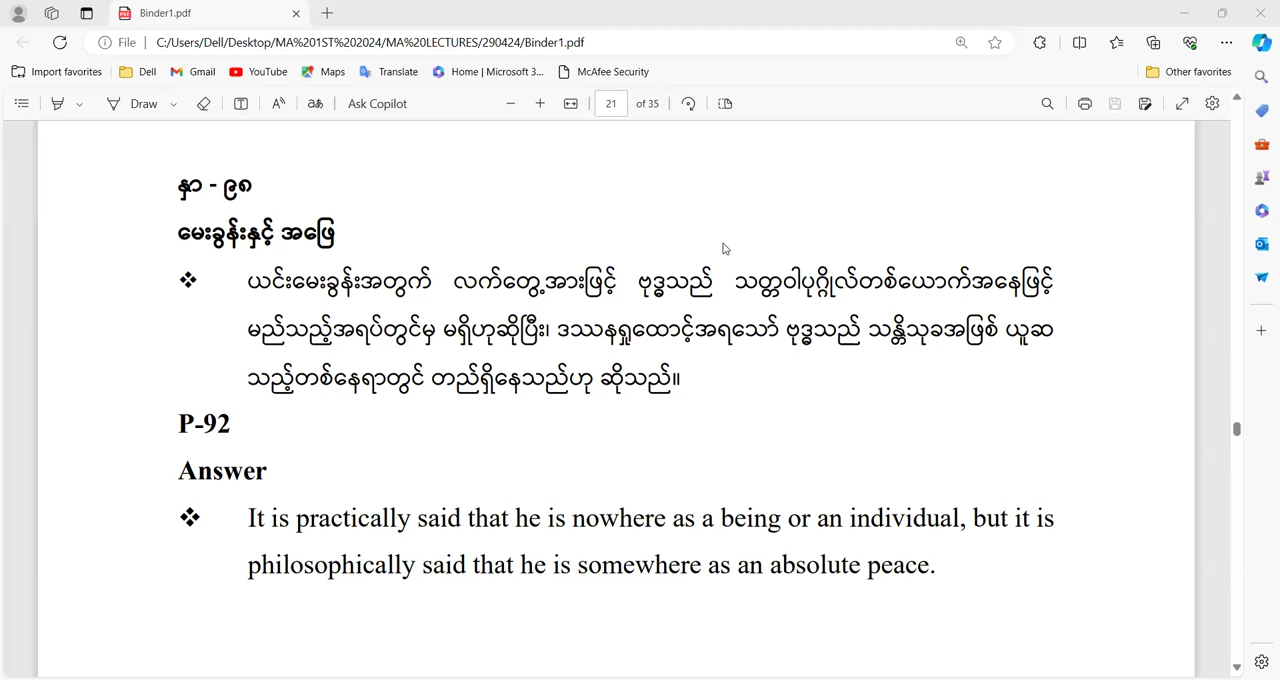 Binder1.pdf
File
C:/Users/Dell/Desktop/MA%201ST%202024/MA%20LECTURES/290424/Binder1.pdf
Import favorites Dell Gmail YouTube Maps Translate Home | Microsoft 3... McAfee Security Other favorites
Draw Ask Copilot 21 of 35
နှာ - ၉၈
မေးခွန်းနှင့် အဖြေ
❖ ယင်းမေးခွန်းအတွက် လက်တွေ့အားဖြင့် ဗုဒ္ဓသည် သတ္တဝါပုဂ္ဂိုလ်တစ်ယောက်အနေဖြင့်
မည်သည့်အရပ်တွင်မှ မရှိဟုဆိုပြီး၊ ဒဿနရှုထောင့်အရသော် ဗုဒ္ဓသည် သန္တိသုခအဖြစ် ယူဆ
သည့်တစ်နေရာတွင် တည်ရှိနေသည်ဟု ဆိုသည်။
P-92
Answer
❖ It is practically said that he is nowhere as a being or an individual, but it is
philosophically said that he is somewhere as an absolute peace.